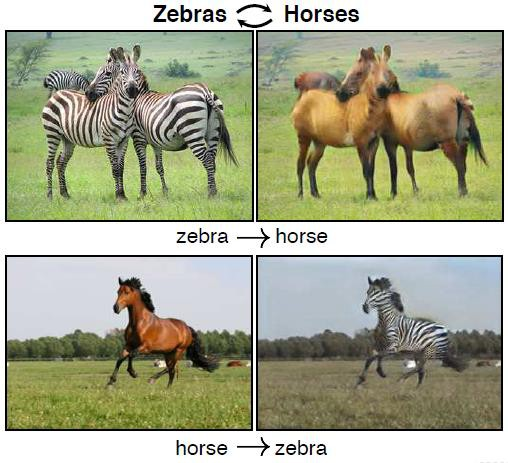 Zebras ⇄ Horses
zebra → horse
horse → zebra